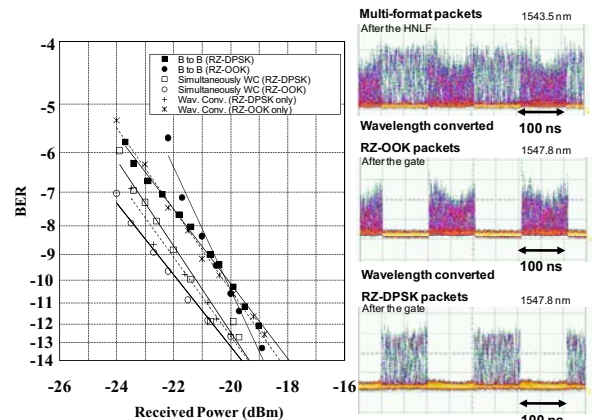 -4
-5
-6
-7
-8
-9
-10
-11
-12
-13
-14
BER
-26
-24
-22
-20
-18
-16
Received Power (dBm)
B to B (RZ-DPSK)
B to B (RZ-OOK)
Simultaneously WC (RZ-DPSK)
Simultaneously WC (RZ-OOK)
Wav. Conv. (RZ-DPSK only)
Wav. Conv. (RZ-OOK only)
Multi-format packets 1543.5 nm
After the HNLF
100 ns
Wavelength converted
RZ-OOK packets 1547.8 nm
After the gate
100 ns
Wavelength converted
RZ-DPSK packets 1547.8 nm
After the gate
100 ns